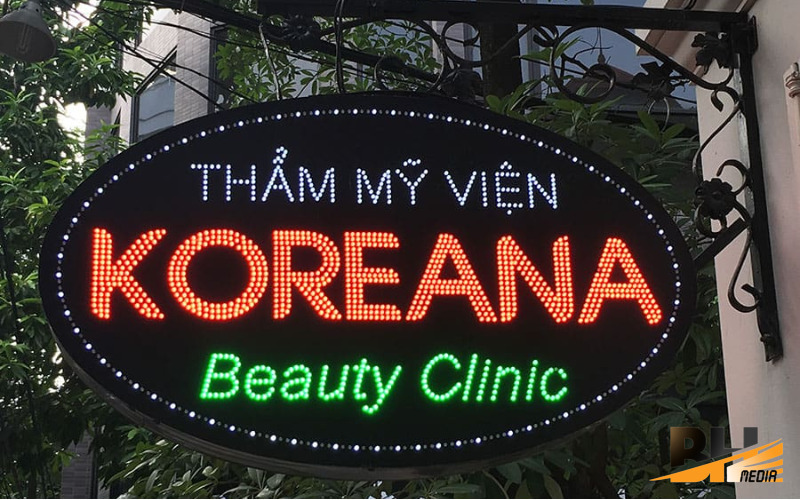 THẨM MỸ VIỆN
KOREANA
Beauty Clinic
BH
MEDIA